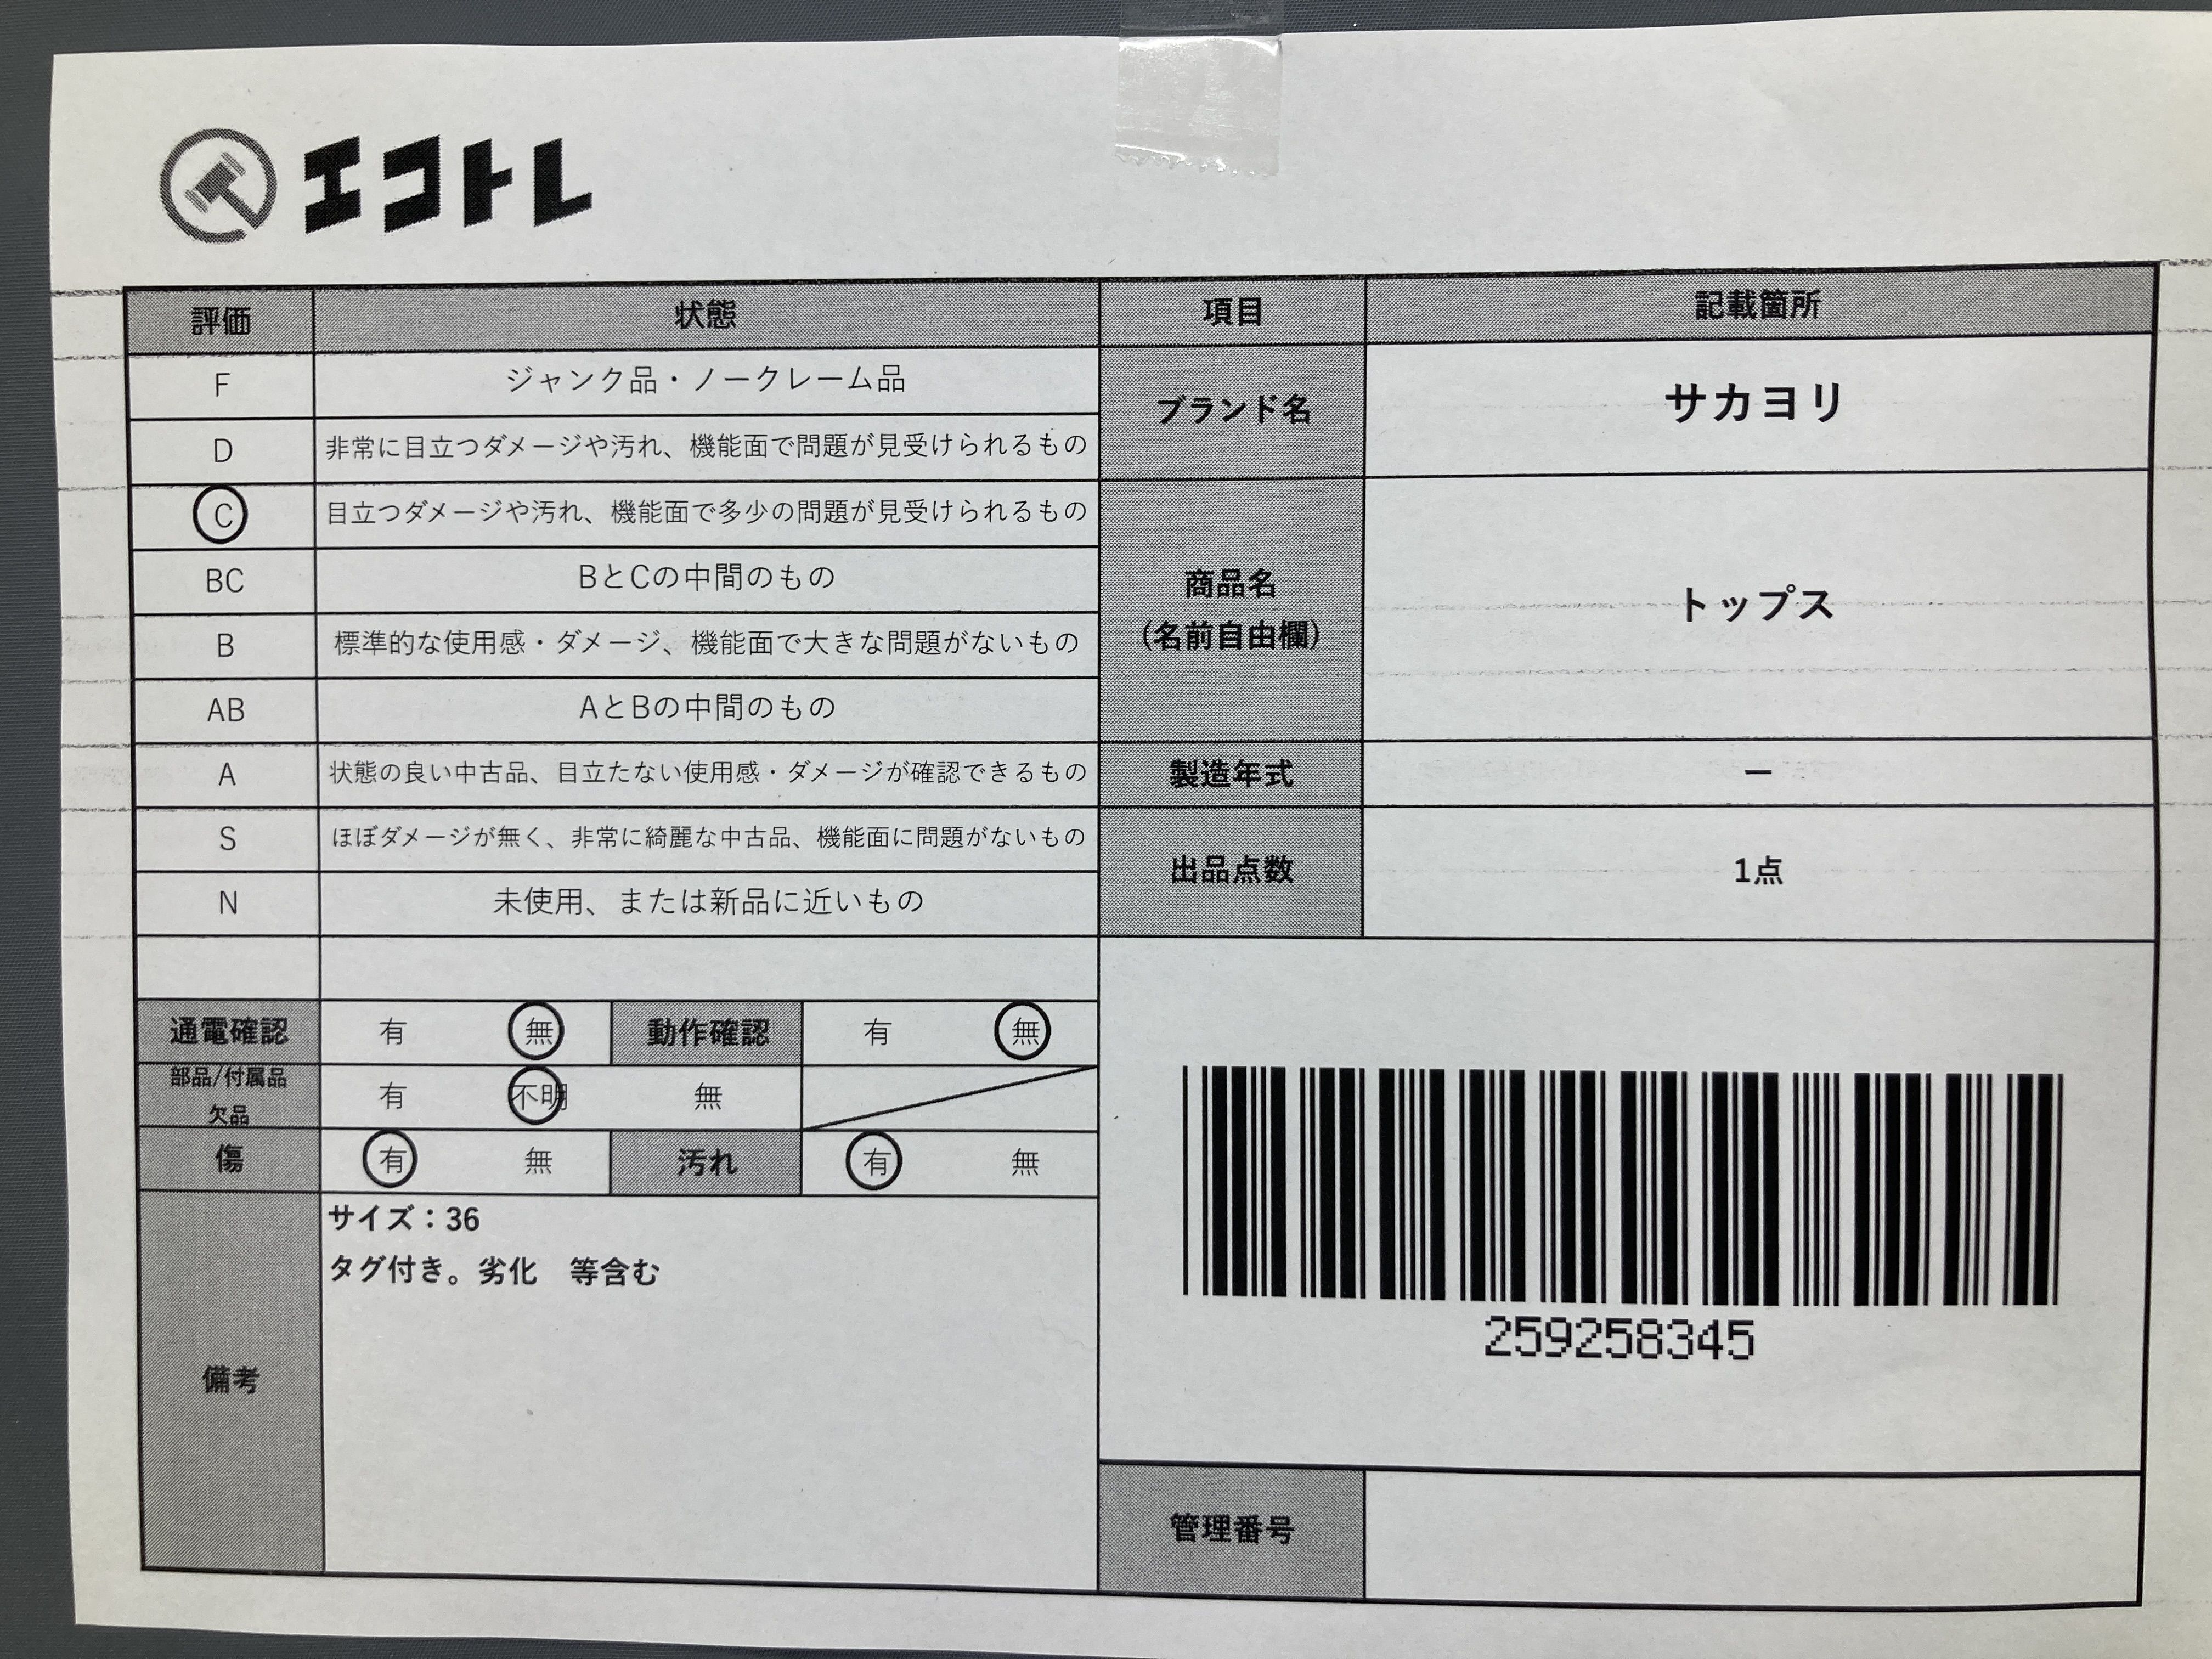 エコトレ
評価 状態 項目 記載箇所
F ジャンク品・ノークレーム品
D 非常に目立つダメージや汚れ、機能面で問題が見受けられるもの
ブランド名 サカヨリ
C 目立つダメージや汚れ、機能面で多少の問題が見受けられるもの
BC BとCの中間のもの
B 標準的な使用感・ダメージ、機能面で大きな問題がないもの
AB AとBの中間のもの
商品名
(名前自由欄)
トップス
A 状態の良い中古品、目立たない使用感・ダメージが確認できるもの
製造年式 ー
S ほぼダメージが無く、非常に綺麗な中古品、機能面に問題がないもの
N 未使用、または新品に近いもの
出品点数 1点
通電確認 有 無 動作確認 有 無
部品/付属品
欠品
有 不明 無
傷 有 無 汚れ 有 無
備考
サイズ：36
タグ付き。劣化　等含む
259258345
管理番号